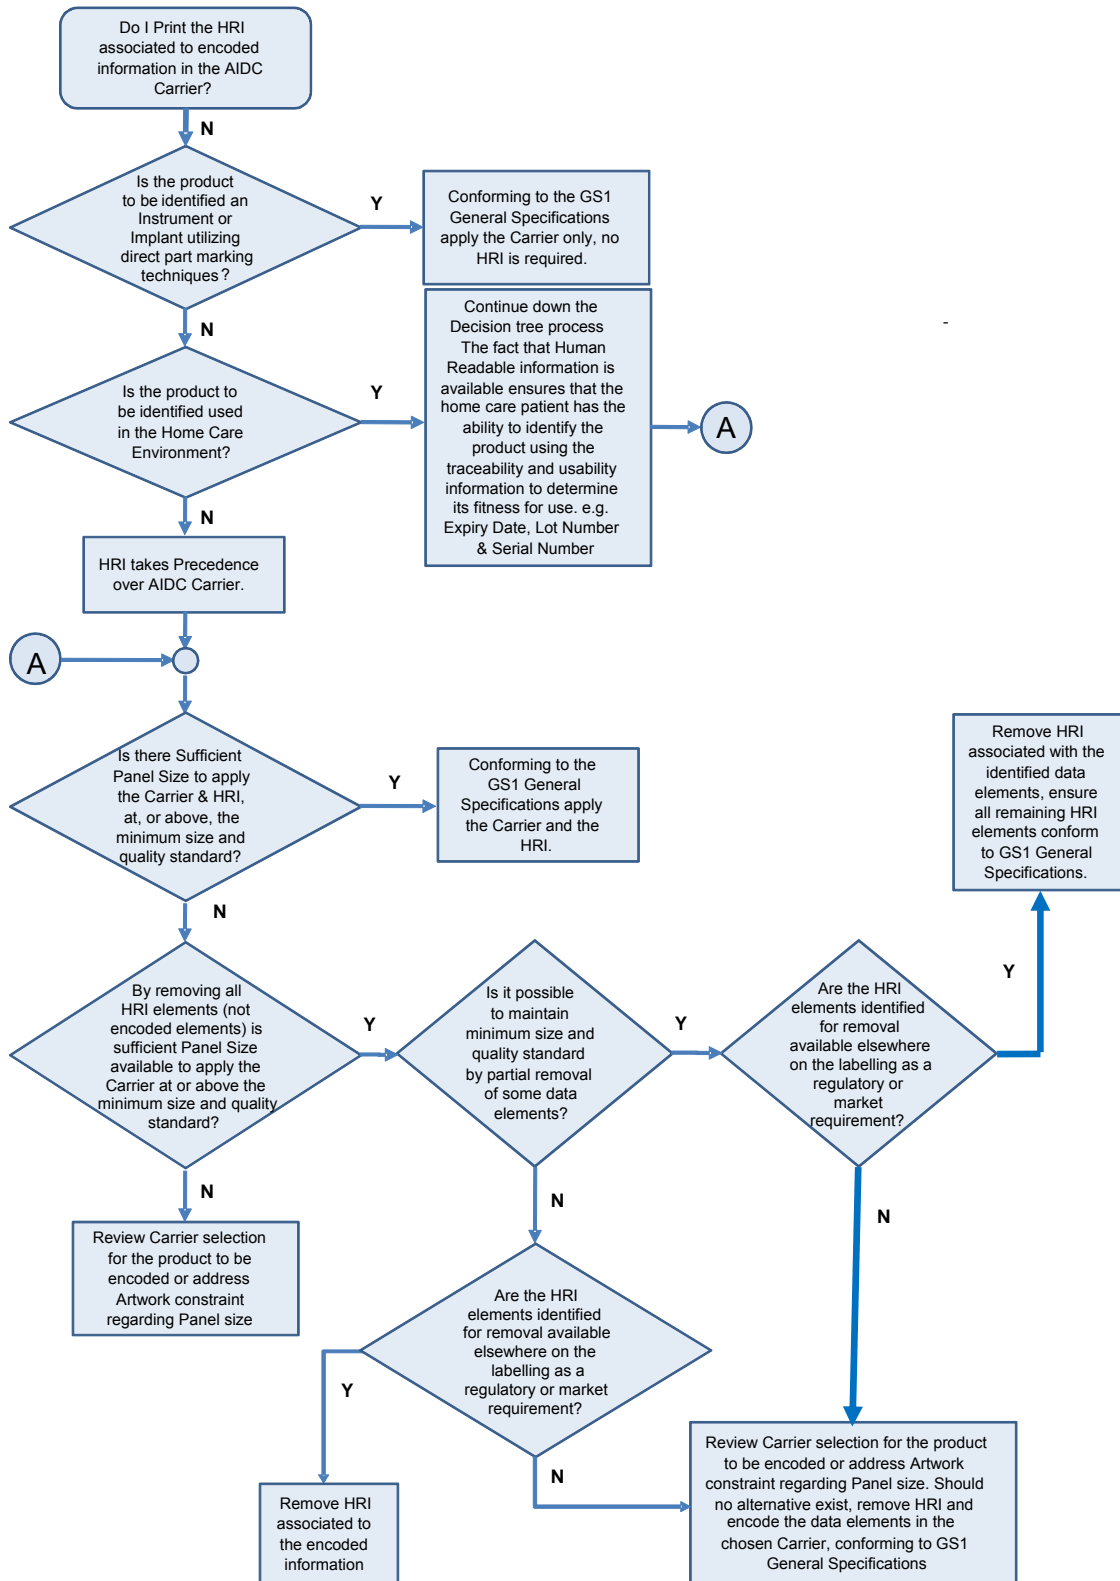 Do I Print the HRI
associated to encoded
information in the AIDC
Carrier?
N
Is the product
to be identified an
Instrument or
Implant utilizing
direct part marking
techniques?
Y
Conforming to the GS1
General Specifications
apply the Carrier only, no
HRI is required.
N
Is the product to
be identified used
in the Home Care
Environment?
Y
Continue down the
Decision tree process
The fact that Human
Readable information is
available ensures that the
home care patient has the
ability to identify the
product using the
traceability and usability
information to determine
its fitness for use. e.g.
Expiry Date, Lot Number
& Serial Number
A
-
N
HRI takes Precedence
over AIDC Carrier.
A
Is there Sufficient
Panel Size to apply
the Carrier & HRI,
at, or above, the
minimum size and
quality standard?
Y
Conforming to the
GS1 General
Specifications apply
the Carrier and the
HRI.
Remove HRI
associated with the
identified data
elements, ensure
all remaining HRI
elements conform
to GS1 General
Specifications.
N
By removing all
HRI elements (not
encoded elements) is
sufficient Panel Size
available to apply the
Carrier at or above the
minimum size and quality
standard?
Y
Is it possible
to maintain
minimum size and
quality standard
by partial removal
of some data
elements?
Y
Are the HRI
elements identified
for removal
available elsewhere
on the labelling as a
regulatory or
market
requirement?
Y
N
Review Carrier selection
for the product to be
encoded or address
Artwork constraint
regarding Panel size
N
Are the HRI
elements identified
for removal available
elsewhere on the
labelling as a
regulatory or market
requirement?
N
Y
Remove HRI
associated to
the encoded
information
N
Review Carrier selection for the product
to be encoded or address Artwork
constraint regarding Panel size. Should
no alternative exist, remove HRI and
encode the data elements in the
chosen Carrier, conforming to GS1
General Specifications